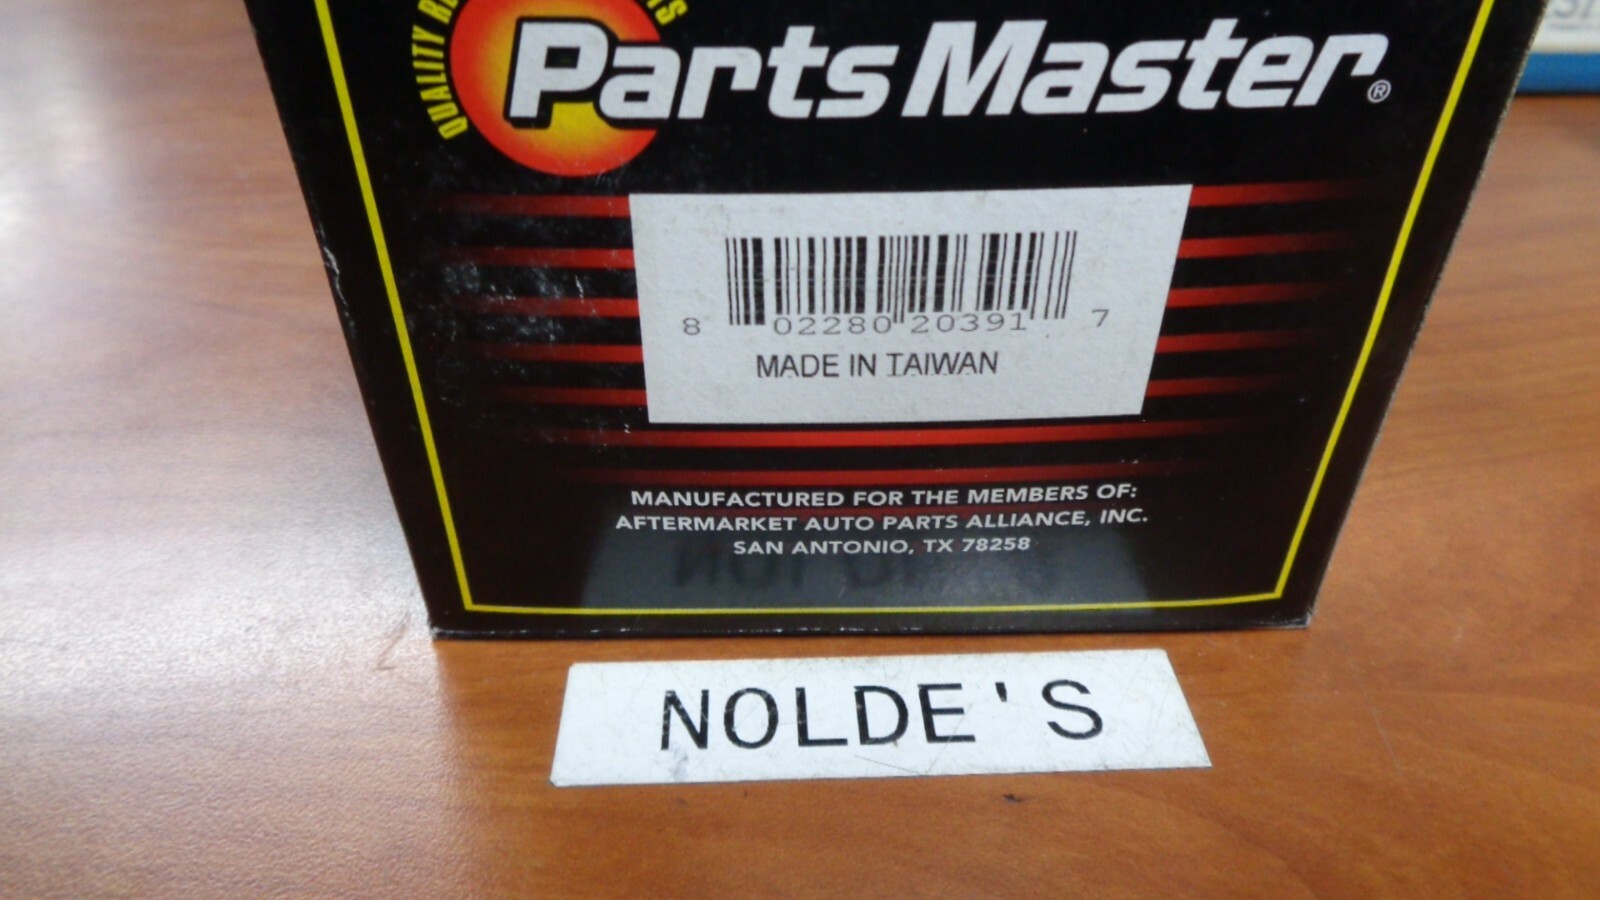 QUALITY
Parts Master®
8 02280 20391 7
MADE IN TAIWAN
MANUFACTURED FOR THE MEMBERS OF:
AFTERMARKET AUTO PARTS ALLIANCE, INC.
SAN ANTONIO, TX 78258
NOLDE'S